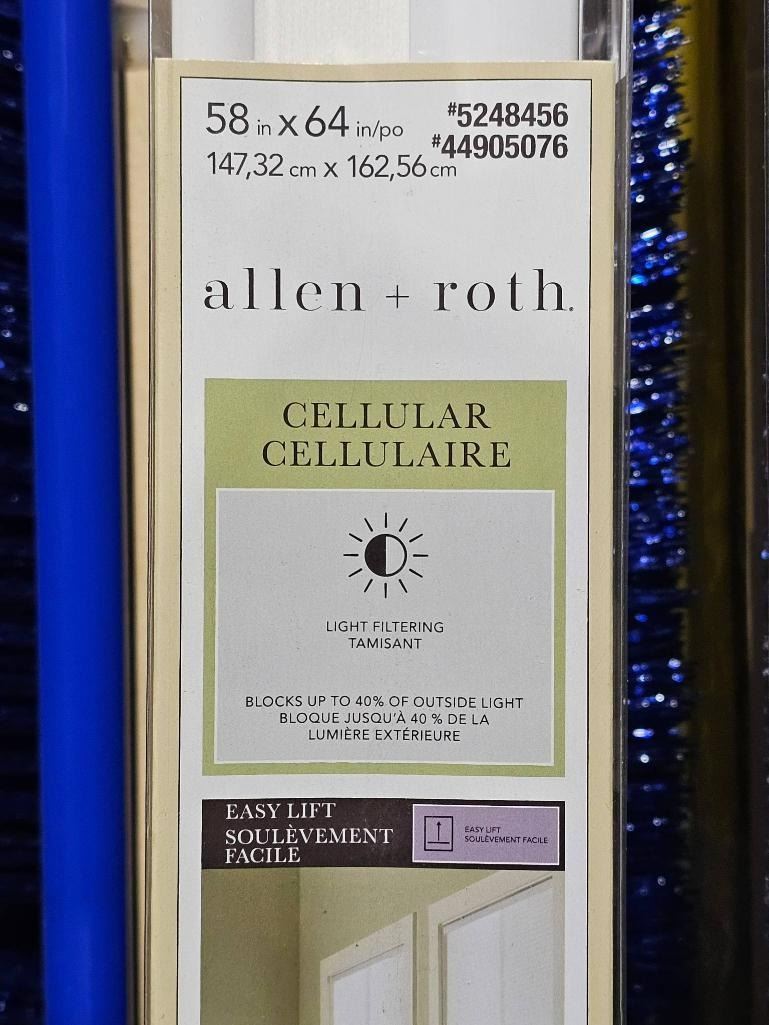 58 in x 64 in/po
#5248456
#44905076
147,32 cm x 162,56 cm
allen + roth.
CELLULAR
CELLULAIRE
LIGHT FILTERING
TAMISANT
BLOCKS UP TO 40% OF OUTSIDE LIGHT
BLOQUE JUSQU'À 40 % DE LA
LUMIÈRE EXTÉRIEURE
EASY LIFT
SOULÈVEMENT
FACILE
EASY LIFT
SOULÈVEMENT FACILE